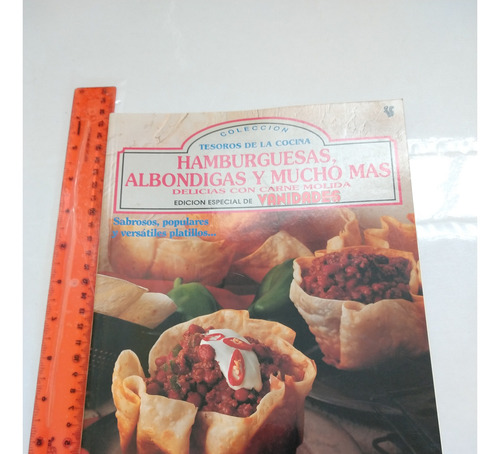 COLECCION
TESOROS DE LA COCINA
HAMBURGUESAS,
ALBONDIGAS Y MUCHO MAS
DELICIAS CON CARNE MOLIDA
EDICION ESPECIAL DE VANIDADES
Sabrosos, populares
y versátiles platillos...